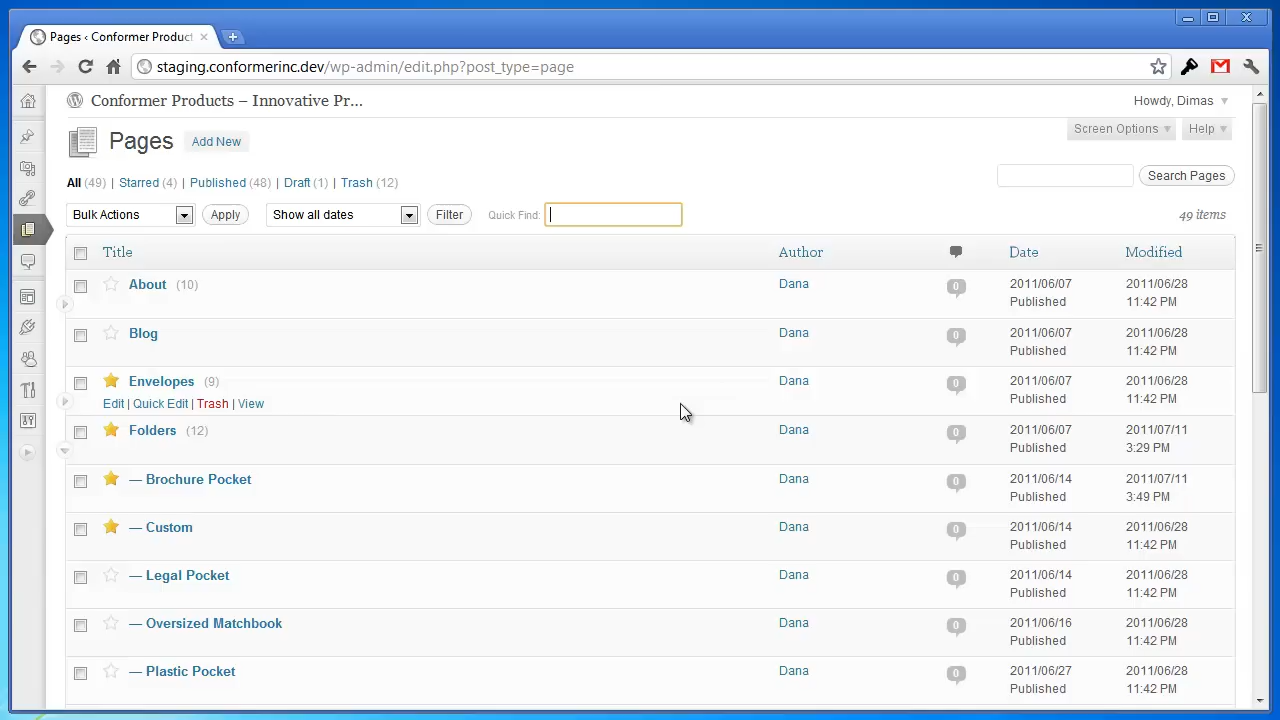 Pages ‹ Conformer Product
staging.conformerinc.dev/wp-admin/edit.php?post_type=page
Conformer Products – Innovative Pr...
Howdy, Dimas
Pages Add New
Screen Options Help
All (49) | Starred (4) | Published (48) | Draft (1) | Trash (12)
Search Pages
Bulk Actions Apply Show all dates Filter Quick Find: 49 items
Title Author Date Modified
About (10) Dana 0 2011/06/07 2011/06/28
Published 11:42 PM
Blog Dana 0 2011/06/07 2011/06/28
Published 11:42 PM
Envelopes (9) Dana 0 2011/06/07 2011/06/28
Edit | Quick Edit | Trash | View Published 11:42 PM
Folders (12) Dana 0 2011/06/07 2011/07/11
Published 3:29 PM
— Brochure Pocket Dana 0 2011/06/14 2011/07/11
Published 3:49 PM
— Custom Dana 0 2011/06/14 2011/06/28
Published 11:42 PM
— Legal Pocket Dana 0 2011/06/14 2011/06/28
Published 11:42 PM
— Oversized Matchbook Dana 0 2011/06/16 2011/06/28
Published 11:42 PM
— Plastic Pocket Dana 0 2011/06/27 2011/06/28
Published 11:42 PM